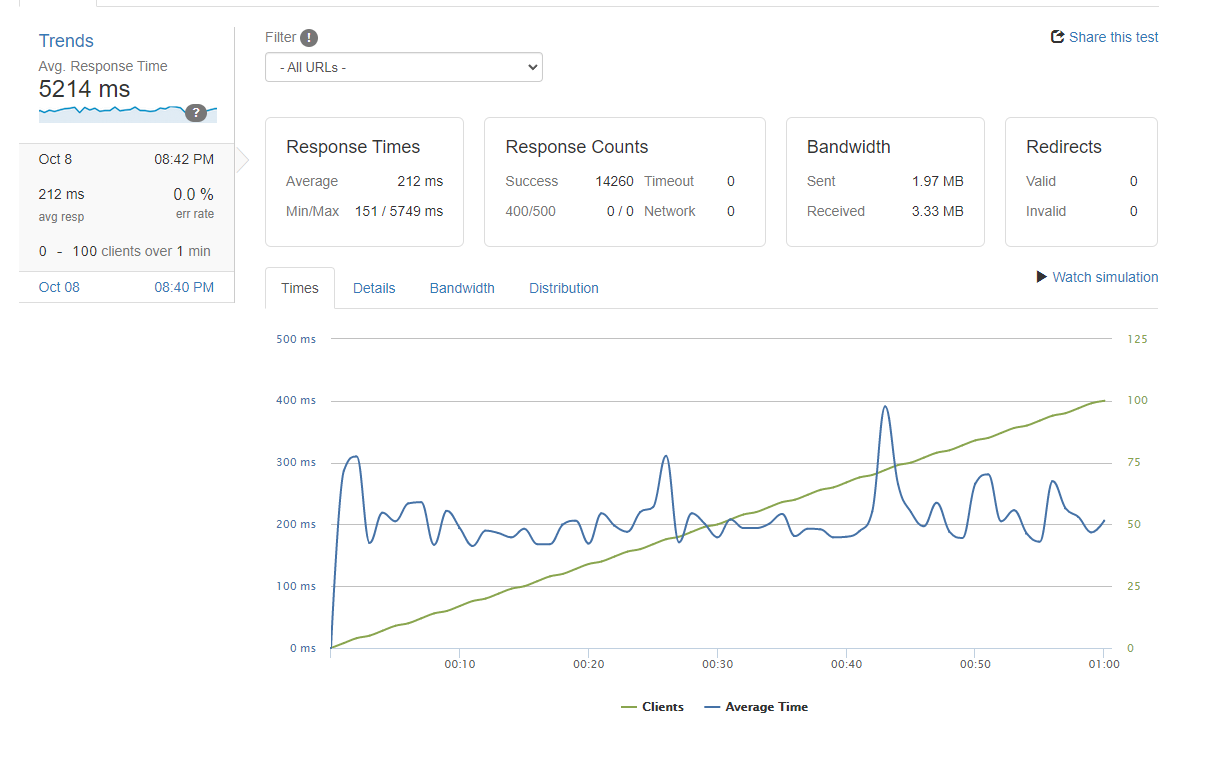 Trends
Avg. Response Time
5214 ms
?
Oct 8 08:42 PM
212 ms 0.0 %
avg resp err rate
0 - 100 clients over 1 min
Oct 08 08:40 PM
Filter !
- All URLs -
Share this test
Response Times
Average 212 ms
Min/Max 151 / 5749 ms
Response Counts
Success 14260 Timeout 0
400/500 0 / 0 Network 0
Bandwidth
Sent 1.97 MB
Received 3.33 MB
Redirects
Valid 0
Invalid 0
Times Details Bandwidth Distribution
Watch simulation
500 ms 125
400 ms 100
300 ms 75
200 ms 50
100 ms 25
0 ms 0
00:10 00:20 00:30 00:40 00:50 01:00
Clients Average Time